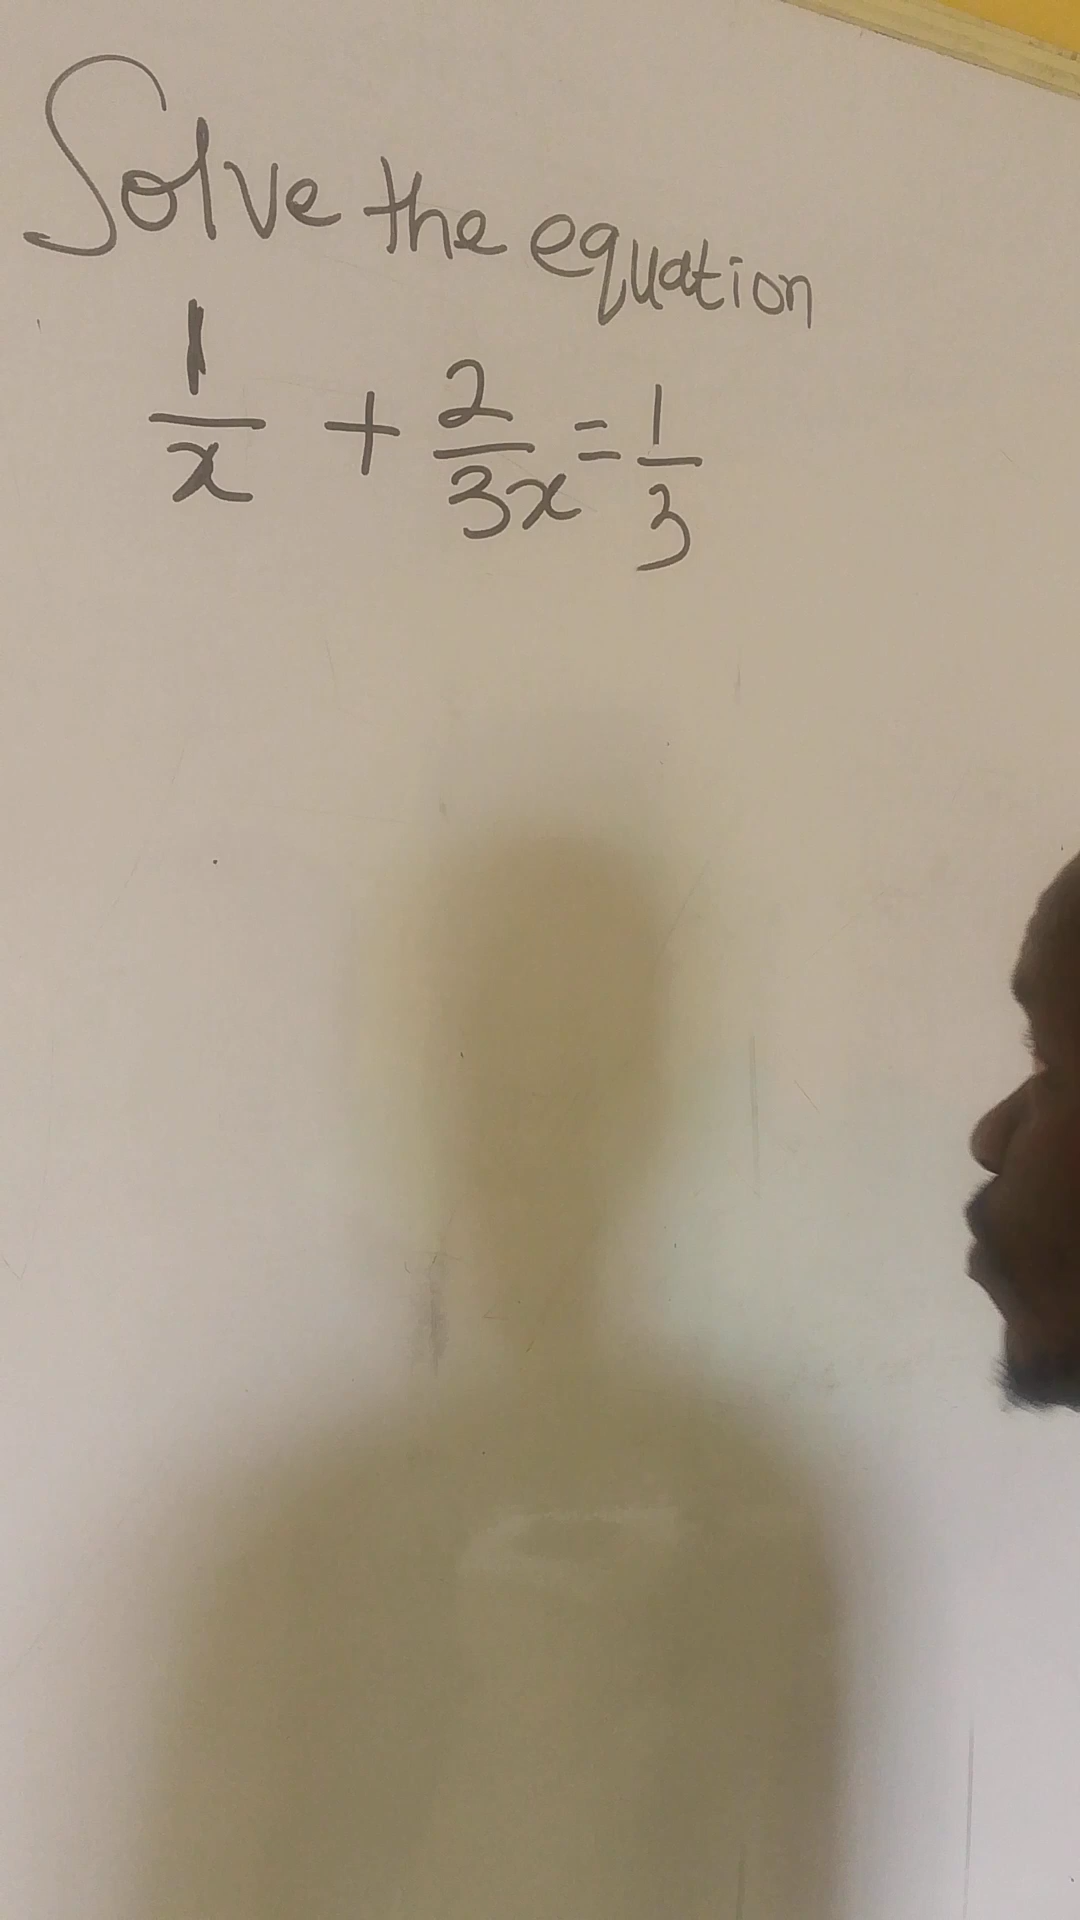 Solve the equation
1/x + 2/3x = 1/3